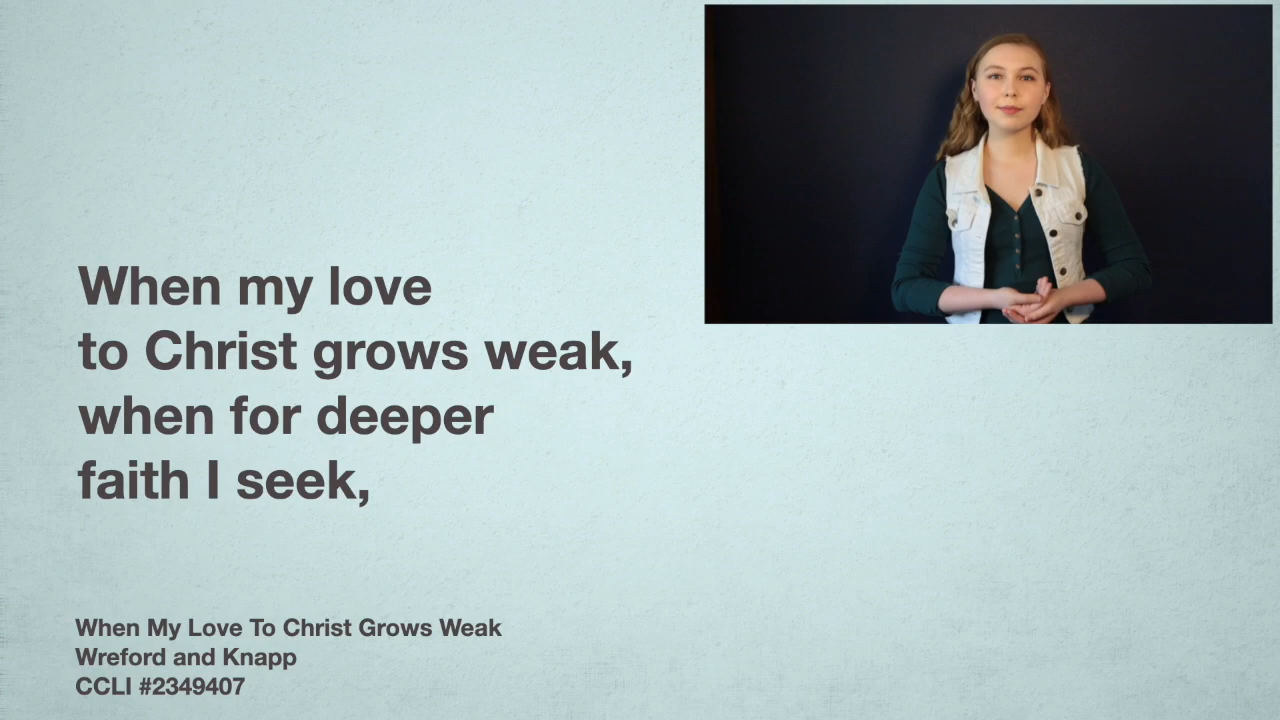 When my love
to Christ grows weak,
when for deeper
faith I seek,
When My Love To Christ Grows Weak
Wreford and Knapp
CCLI #2349407